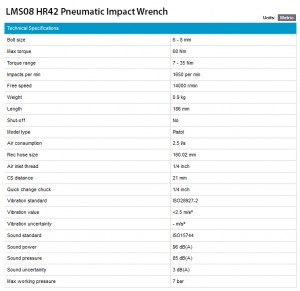 LMS08 HR42 Pneumatic Impact Wrench
Units: Metric
Technical Specifications
Bolt size 6 - 8 mm
Max torque 60 Nm
Torque range 7 - 35 Nm
Impacts per min 1650 per min
Free speed 14000 r/min
Weight 0.9 kg
Length 186 mm
Shut-off No
Model type Pistol
Air consumption 2.5 l/s
Rec hose size 160.02 mm
Air inlet thread 1/4 inch
CS distance 21 mm
Quick change chuck 1/4 inch
Vibration standard ISO28927-2
Vibration value <2.5 m/s²
Vibration uncertainty - m/s²
Sound standard ISO15744
Sound power 96 dB(A)
Sound pressure 85 dB(A)
Sound uncertainty 3 dB(A)
Max working pressure 7 bar